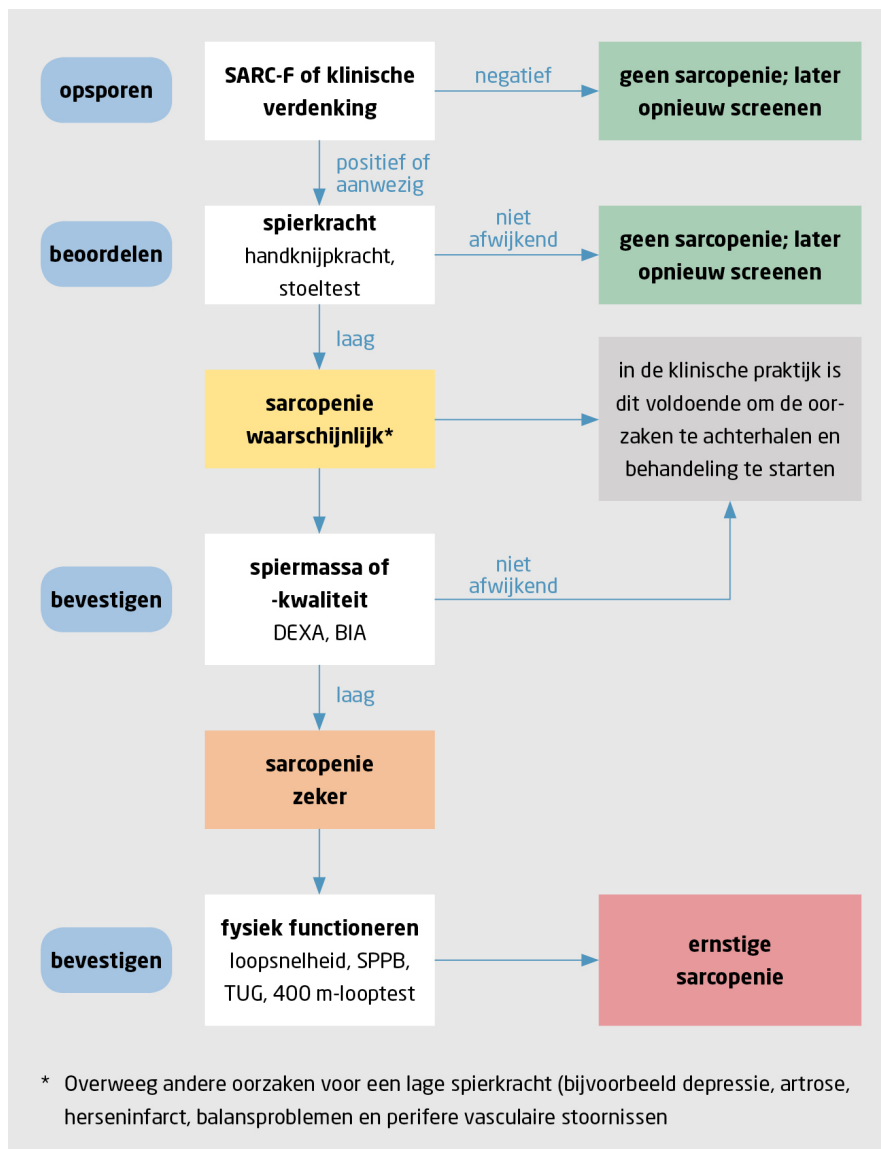 opsporen
SARC-F of klinische
verdenking
negatief
geen sarcopenie; later
opnieuw screenen
positief of
aanwezig
beoordelen
spierkracht
handknijpkracht,
stoeltest
niet
afwijkend
geen sarcopenie; later
opnieuw screenen
laag
sarcopenie
waarschijnlijk*
in de klinische praktijk is
dit voldoende om de oor-
zaken te achterhalen en
behandeling te starten
bevestigen
spiermassa of
-kwaliteit
DEXA, BIA
niet
afwijkend
laag
sarcopenie
zeker
bevestigen
fysiek functioneren
loopsnelheid, SPPB,
TUG, 400 m-looptest
ernstige
sarcopenie
* Overweeg andere oorzaken voor een lage spierkracht (bijvoorbeeld depressie, artrose,
herseninfarct, balansproblemen en perifere vasculaire stoornissen